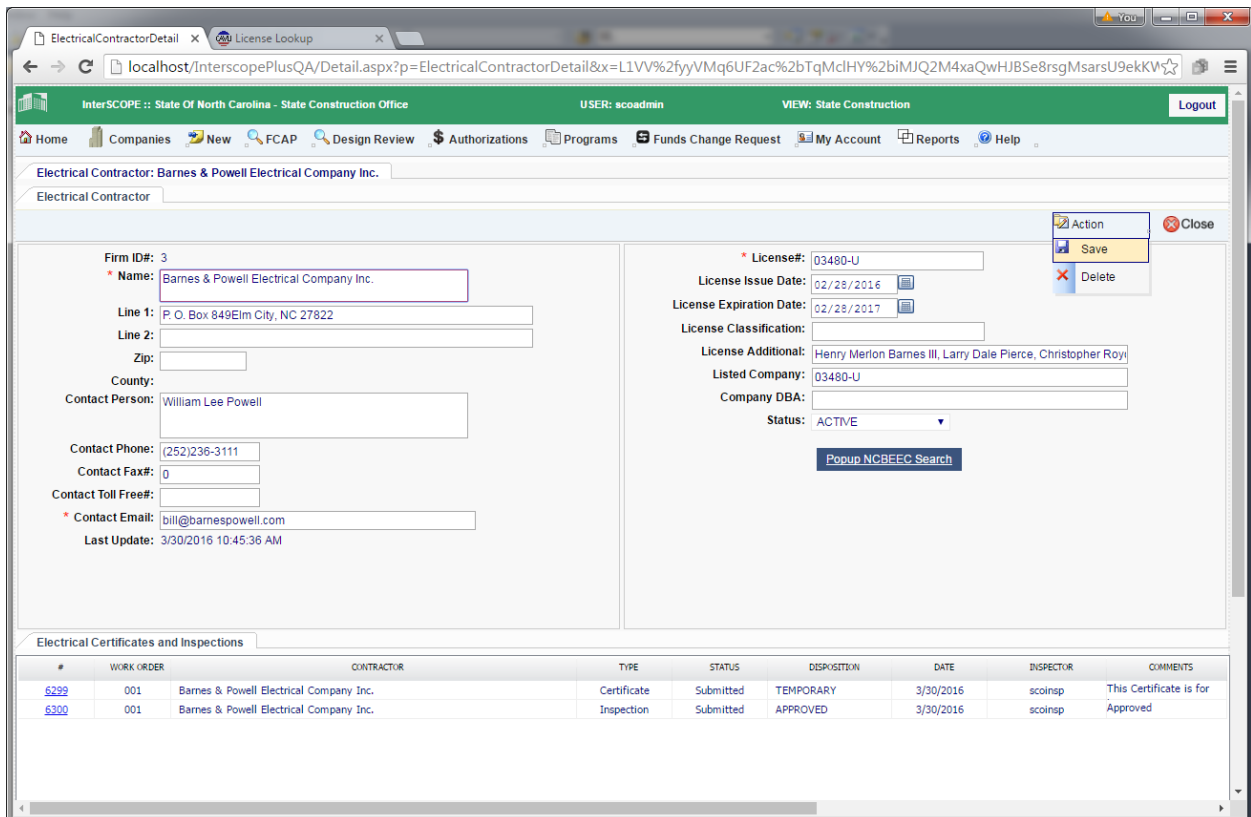 You
ElectricalContractorDetail
License Lookup
localhost/InterscopePlusQA/Detail.aspx?p=ElectricalContractorDetail&x=L1VV%2fyyVMq6UF2ac%2bTqMclHY%2biMJQ2M4xaQwHJBSe8rsgMsarsU9ekKW
InterSCOPE :: State Of North Carolina - State Construction Office USER: scoadmin VIEW: State Construction Logout
Home Companies New FCAP Design Review Authorizations Programs Funds Change Request My Account Reports Help
Electrical Contractor: Barnes & Powell Electrical Company Inc.
Electrical Contractor
Action Close
Save
Delete
Firm ID#: 3
* Name: Barnes & Powell Electrical Company Inc.
Line 1: P. O. Box 849Elm City, NC 27822
Line 2:
Zip:
County:
Contact Person: William Lee Powell
Contact Phone: (252)236-3111
Contact Fax#: 0
Contact Toll Free#:
* Contact Email: bill@barnespowell.com
Last Update: 3/30/2016 10:45:36 AM
* License#: 03480-U
License Issue Date: 02/28/2016
License Expiration Date: 02/28/2017
License Classification:
License Additional: Henry Merlon Barnes III, Larry Dale Pierce, Christopher Roy
Listed Company: 03480-U
Company DBA:
Status: ACTIVE
Popup NCBEEC Search
Electrical Certificates and Inspections
# WORK ORDER CONTRACTOR TYPE STATUS DISPOSITION DATE INSPECTOR COMMENTS
6299 001 Barnes & Powell Electrical Company Inc. Certificate Submitted TEMPORARY 3/30/2016 scoinsp This Certificate is for
6300 001 Barnes & Powell Electrical Company Inc. Inspection Submitted APPROVED 3/30/2016 scoinsp Approved